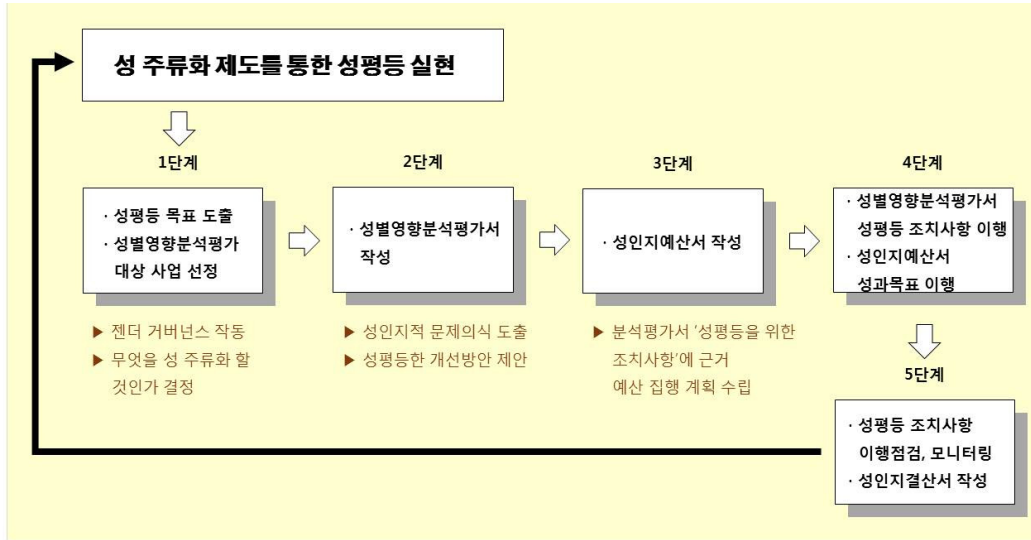 성 주류화 제도를 통한 성평등 실현
1단계
· 성평등 목표 도출
· 성별영향분석평가
대상 사업 선정
▶ 젠더 거버넌스 작동
▶ 무엇을 성 주류화 할
것인가 결정
2단계
· 성별영향분석평가서
작성
▶ 성인지적 문제의식 도출
▶ 성평등한 개선방안 제안
3단계
· 성인지예산서 작성
▶ 분석평가서 '성평등을 위한
조치사항'에 근거
예산 집행 계획 수립
4단계
· 성별영향분석평가서
성평등 조치사항 이행
· 성인지예산서
성과목표 이행
5단계
· 성평등 조치사항
이행점검, 모니터링
· 성인지결산서 작성